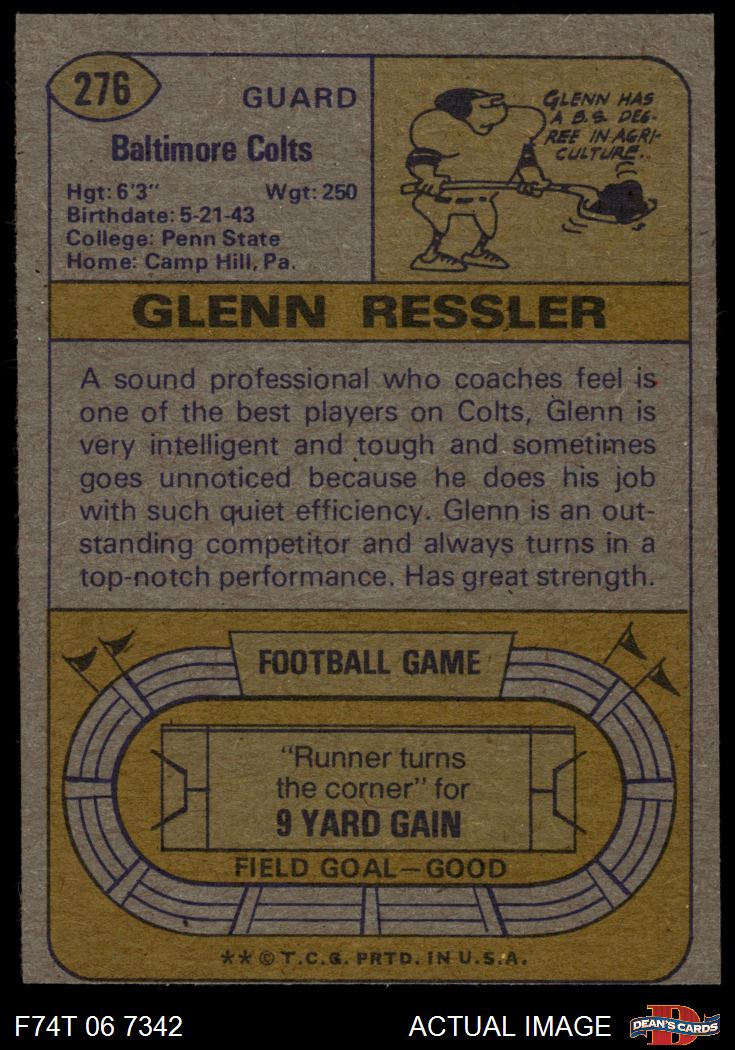 276
GUARD
Baltimore Colts
Hgt: 6'3" Wgt: 250
Birthdate: 5-21-43
College: Penn State
Home: Camp Hill, Pa.
GLENN HAS
A B.S. DEG-
REE IN AGRI-
CULTURE.
GLENN RESSLER
A sound professional who coaches feel is
one of the best players on Colts, Glenn is
very intelligent and tough and sometimes
goes unnoticed because he does his job
with such quiet efficiency. Glenn is an out-
standing competitor and always turns in a
top-notch performance. Has great strength.
FOOTBALL GAME
"Runner turns
the corner" for
9 YARD GAIN
FIELD GOAL—GOOD
** © T.C.G. PRTD. IN U.S.A.
F74T 06 7342 ACTUAL IMAGE
DEAN'S CARDS